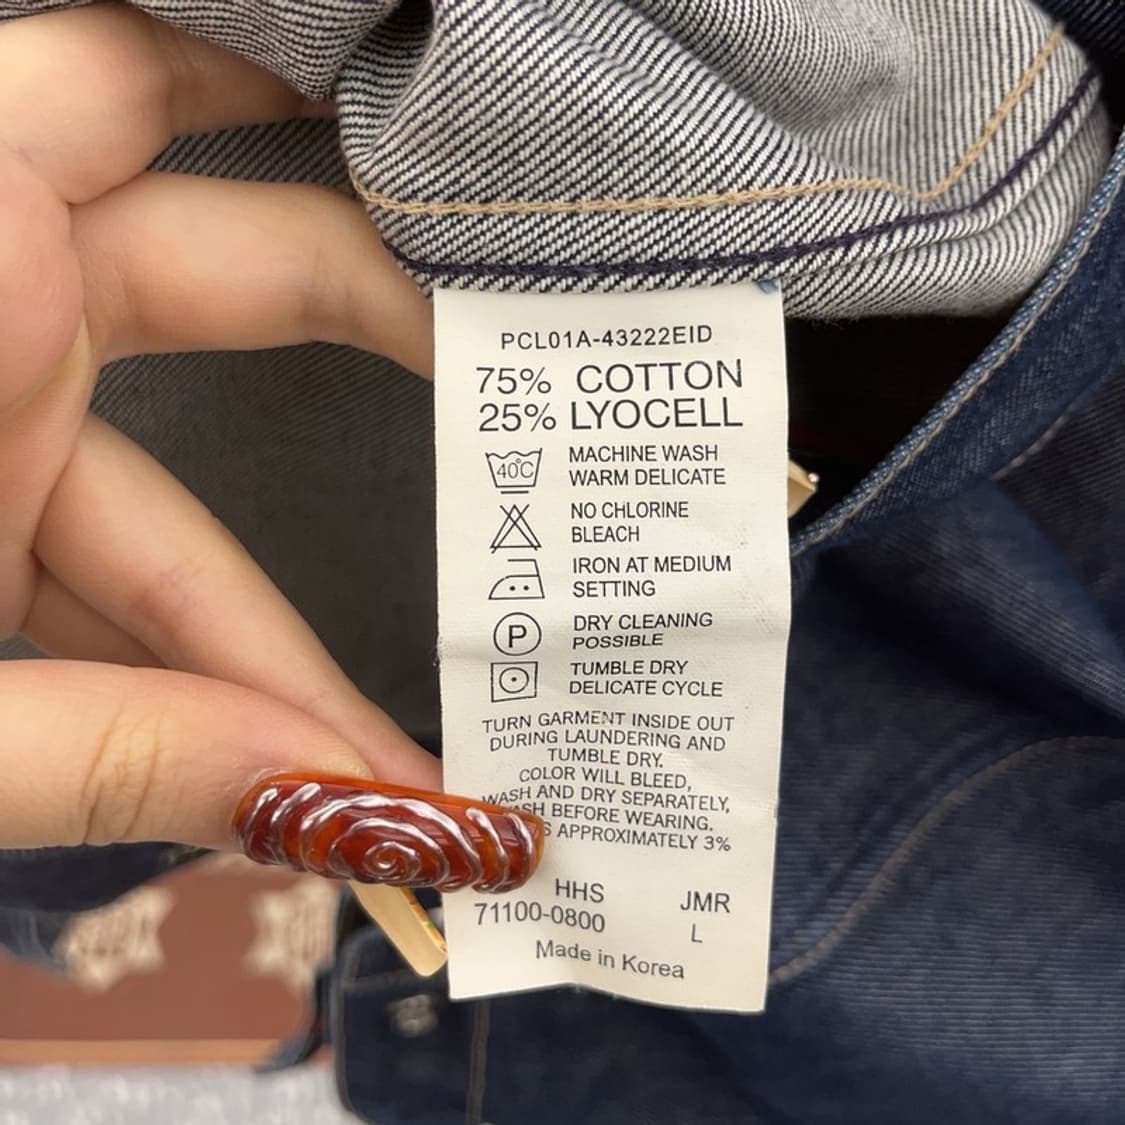 PCL01A-43222EID
75% COTTON
25% LYOCELL
40°C MACHINE WASH
WARM DELICATE
NO CHLORINE
BLEACH
IRON AT MEDIUM
SETTING
P DRY CLEANING
POSSIBLE
TUMBLE DRY
DELICATE CYCLE
TURN GARMENT INSIDE OUT
DURING LAUNDERING AND
TUMBLE DRY.
COLOR WILL BLEED,
WASH AND DRY SEPARATELY,
BEFORE WEARING.
APPROXIMATELY 3%
HHS JMR
71100-0800 L
Made in Korea